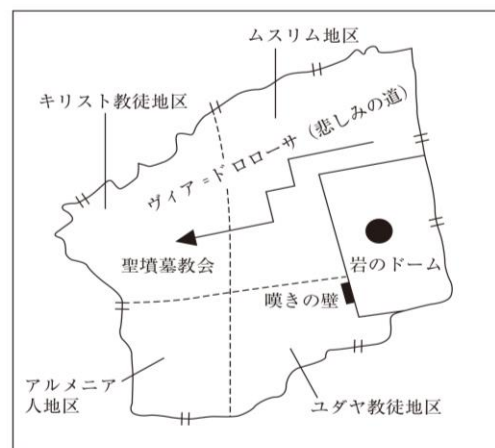 ムスリム地区
キリスト教徒地区
ヴィア=ドロローサ（悲しみの道）
聖墳墓教会
岩のドーム
嘆きの壁
アルメニア
人地区
ユダヤ教徒地区